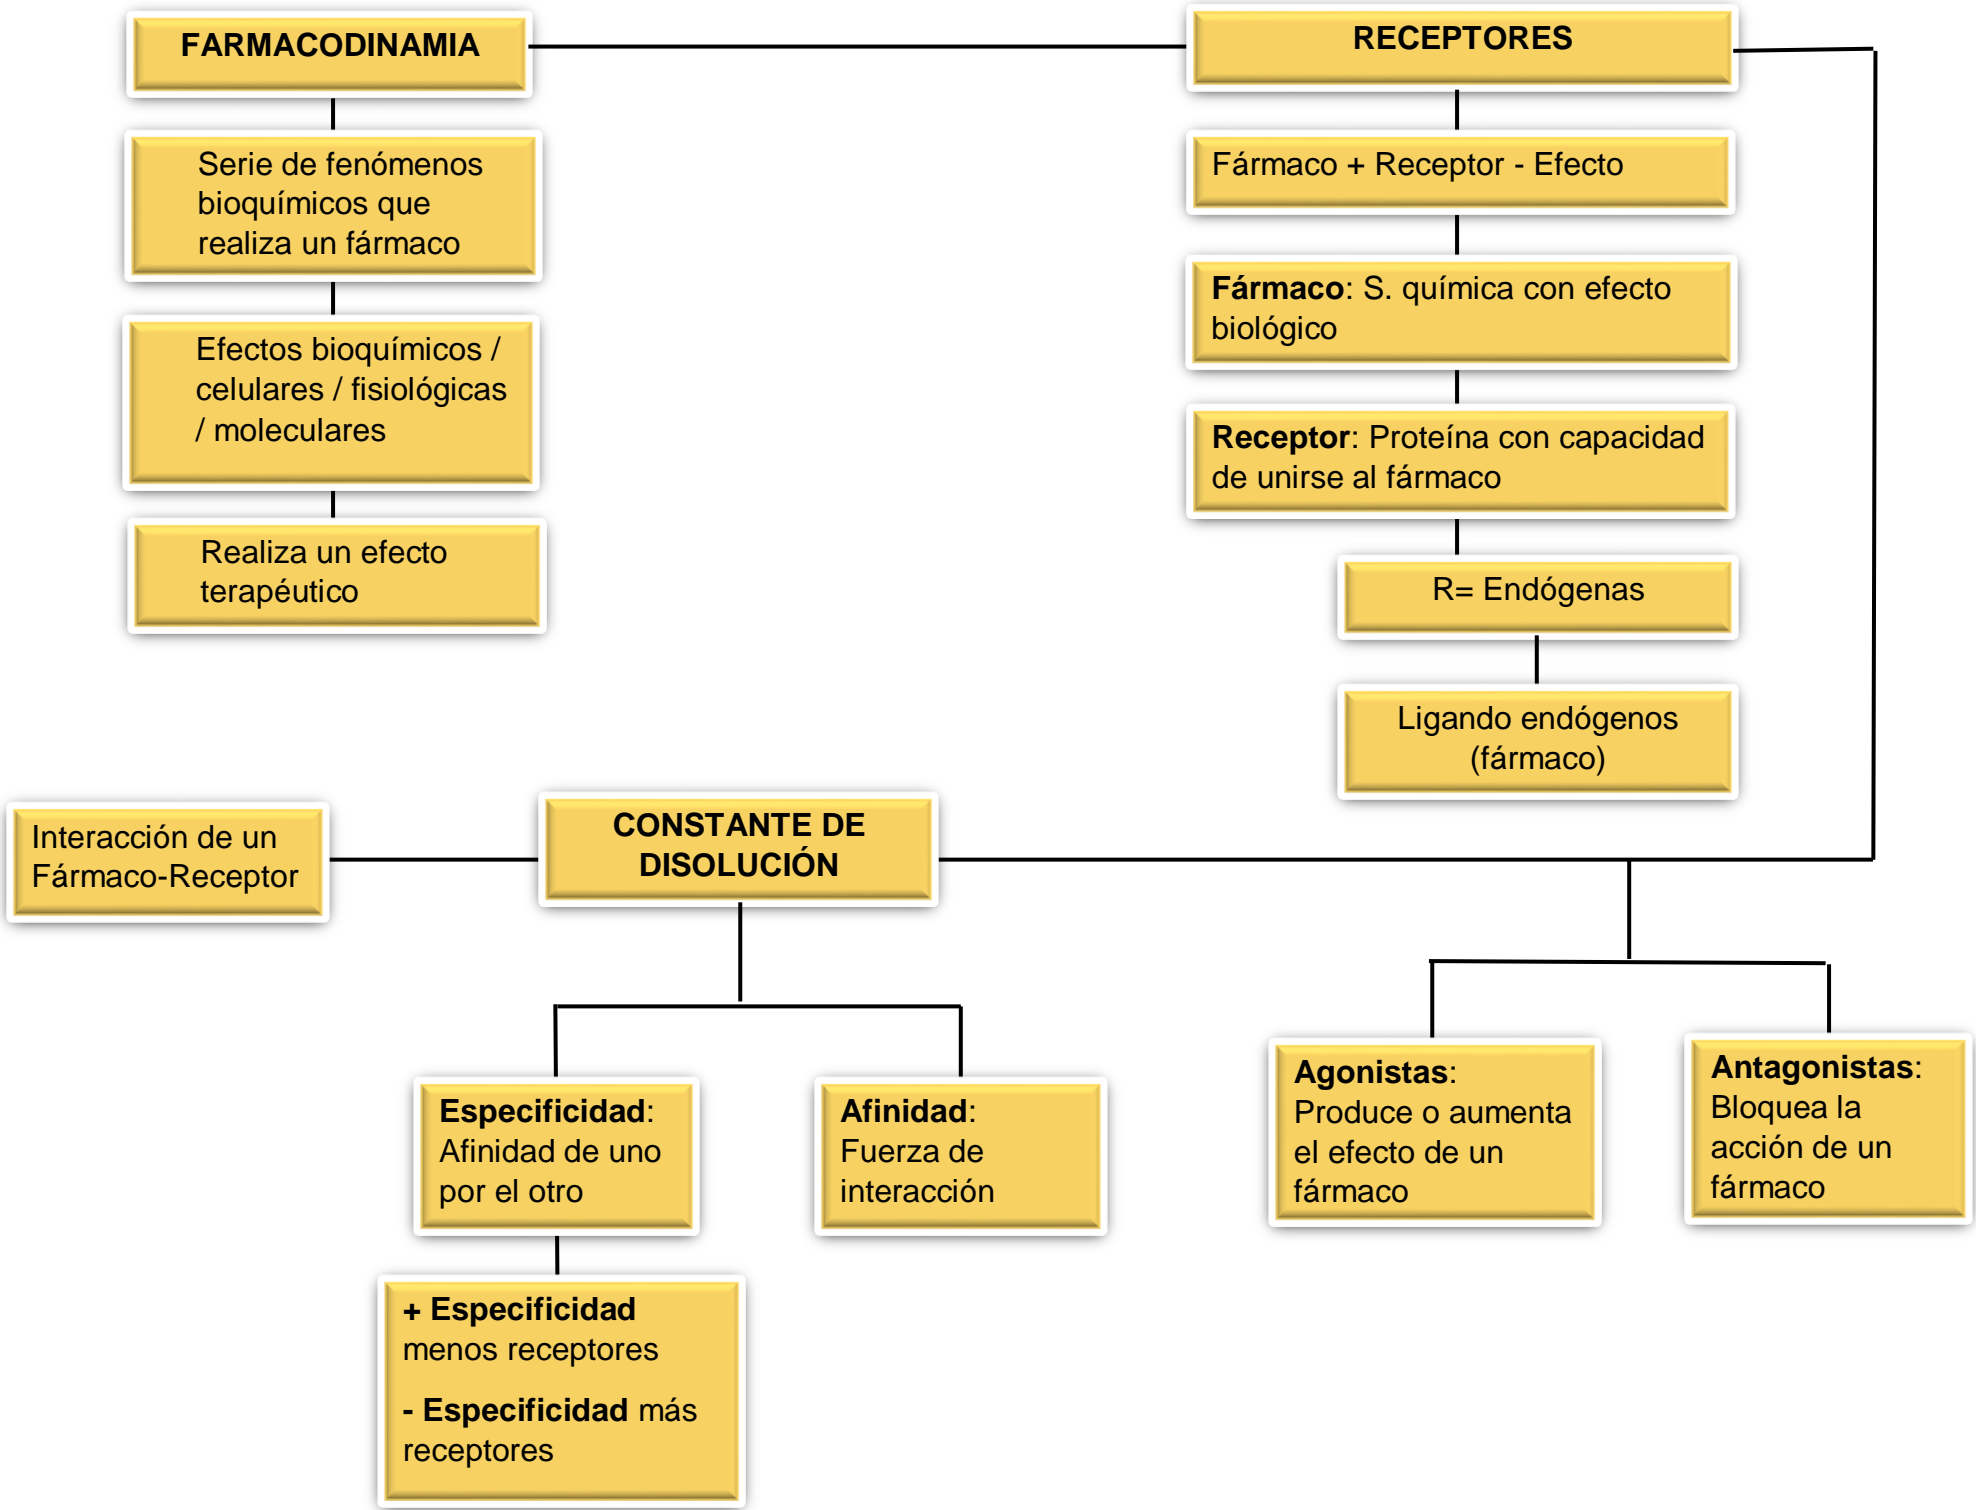 FARMACODINAMIA
Serie de fenómenos
bioquímicos que
realiza un fármaco
Efectos bioquímicos /
celulares / fisiológicas
/ moleculares
Realiza un efecto
terapéutico
RECEPTORES
Fármaco + Receptor - Efecto
Fármaco: S. química con efecto
biológico
Receptor: Proteína con capacidad
de unirse al fármaco
R= Endógenas
Ligando endógenos
(fármaco)
Interacción de un
Fármaco-Receptor
CONSTANTE DE
DISOLUCIÓN
Especificidad:
Afinidad de uno
por el otro
+ Especificidad
menos receptores
- Especificidad más
receptores
Afinidad:
Fuerza de
interacción
Agonistas:
Produce o aumenta
el efecto de un
fármaco
Antagonistas:
Bloquea la
acción de un
fármaco